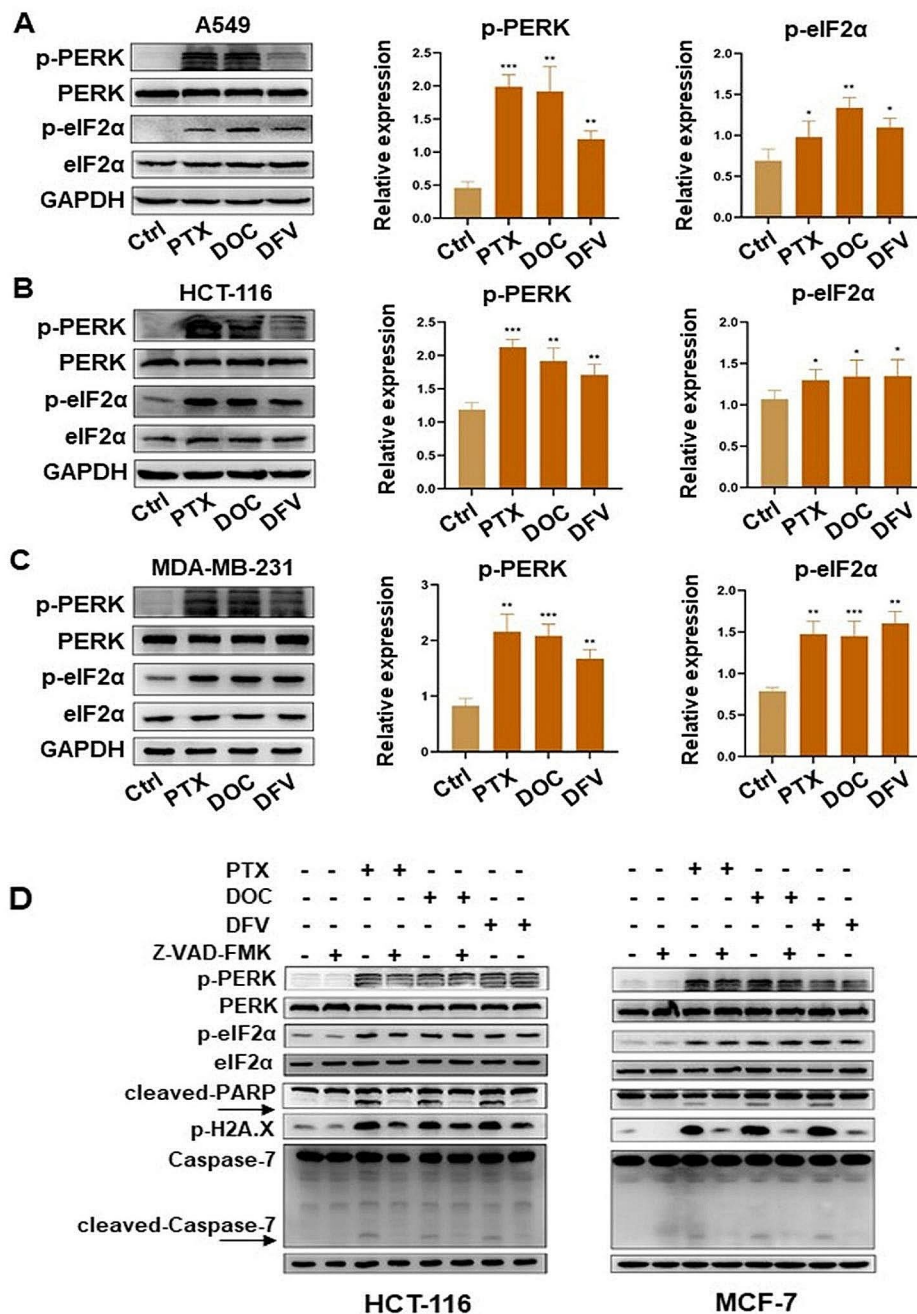 A
A549
p-PERK
PERK
p-eIF2α
eIF2α
GAPDH
Ctrl PTX DOC DFV
p-PERK
Relative expression
2.5
2.0
1.5
1.0
0.5
0.0
*** ** **
Ctrl PTX DOC DFV
p-eIF2α
Relative expression
2.0
1.5
1.0
0.5
0.0
* ** *
Ctrl PTX DOC DFV
B
HCT-116
p-PERK
PERK
p-eIF2α
eIF2α
GAPDH
Ctrl PTX DOC DFV
p-PERK
Relative expression
2.5
2.0
1.5
1.0
0.5
0.0
*** ** **
Ctrl PTX DOC DFV
p-eIF2α
Relative expression
2.0
1.5
1.0
0.5
0.0
* * *
Ctrl PTX DOC DFV
C
MDA-MB-231
p-PERK
PERK
p-eIF2α
eIF2α
GAPDH
Ctrl PTX DOC DFV
p-PERK
Relative expression
3
2
1
0
** *** **
Ctrl PTX DOC DFV
p-eIF2α
Relative expression
2.0
1.5
1.0
0.5
0.0
** *** **
Ctrl PTX DOC DFV
D
PTX - - + + - - - - - - + + - - - -
DOC - - - - + + - - - - - - + + - -
DFV - - - - - - + + - - - - - - + +
Z-VAD-FMK - + - + - + - + - + - + - + - +
p-PERK
PERK
p-eIF2α
eIF2α
cleaved-PARP
p-H2A.X
Caspase-7
cleaved-Caspase-7
HCT-116 MCF-7